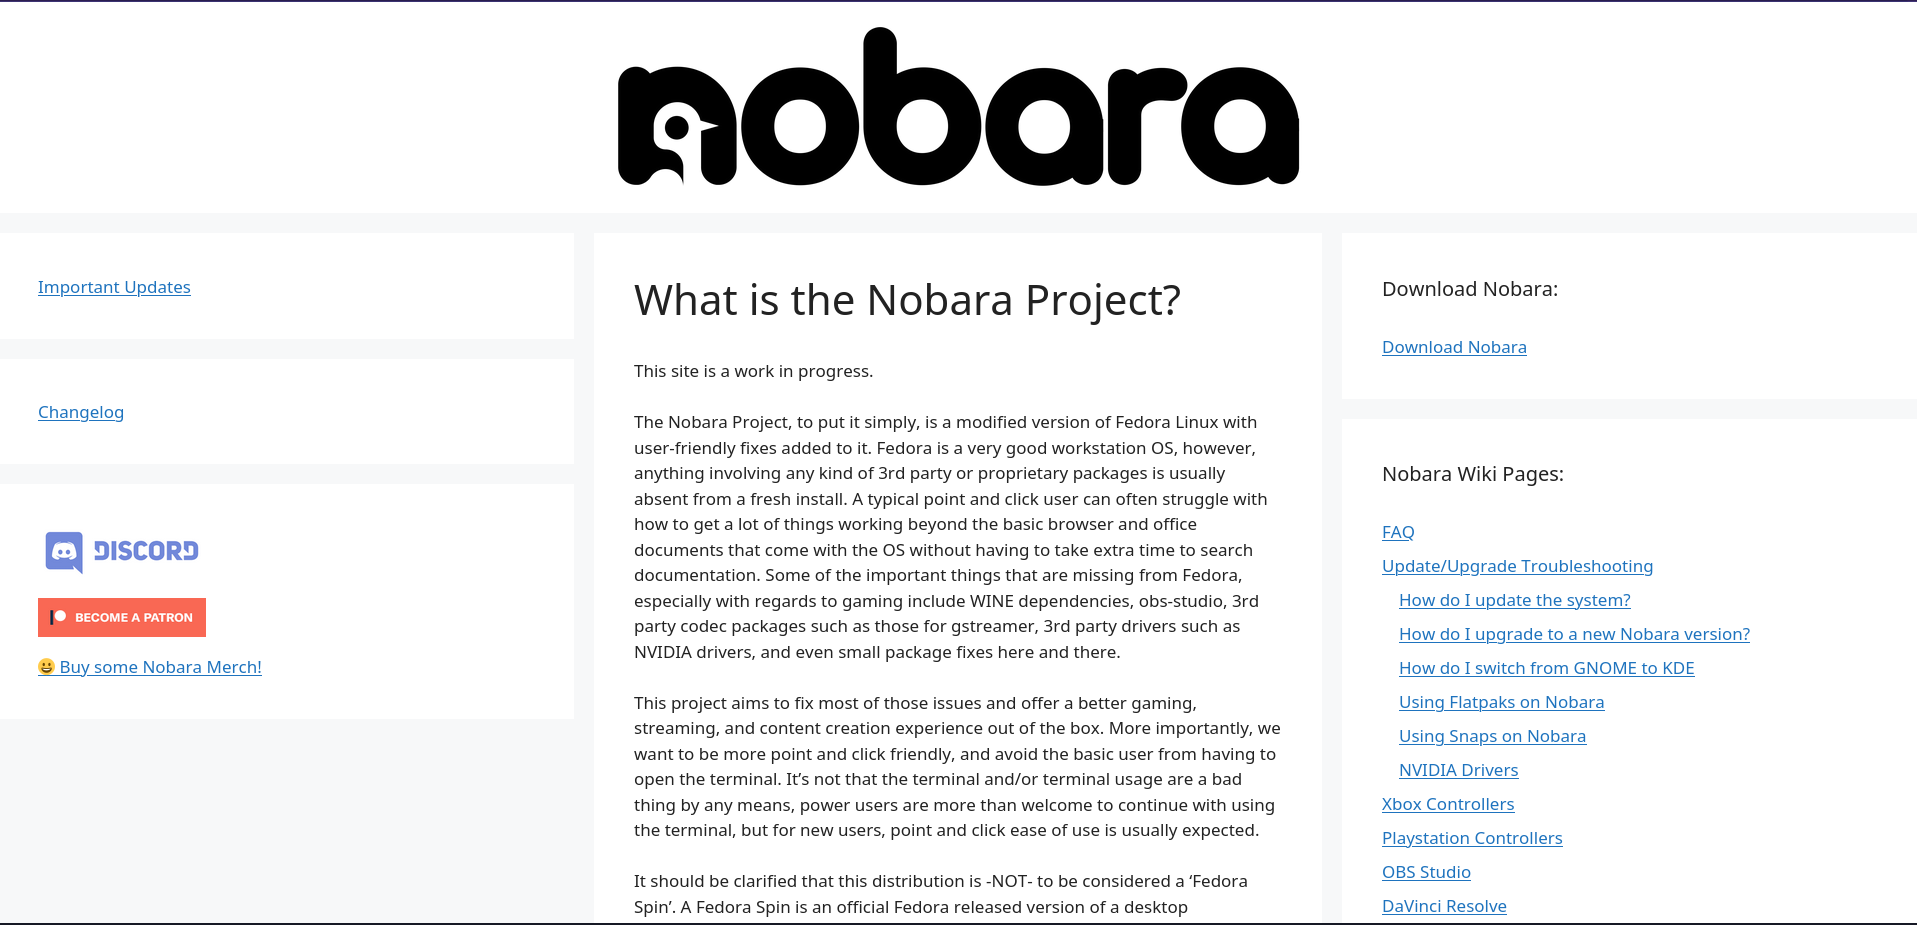 nobara
Important Updates
Changelog
DISCORD
BECOME A PATRON
😀 Buy some Nobara Merch!
What is the Nobara Project?
This site is a work in progress.
The Nobara Project, to put it simply, is a modified version of Fedora Linux with
user-friendly fixes added to it. Fedora is a very good workstation OS, however,
anything involving any kind of 3rd party or proprietary packages is usually
absent from a fresh install. A typical point and click user can often struggle with
how to get a lot of things working beyond the basic browser and office
documents that come with the OS without having to take extra time to search
documentation. Some of the important things that are missing from Fedora,
especially with regards to gaming include WINE dependencies, obs-studio, 3rd
party codec packages such as those for gstreamer, 3rd party drivers such as
NVIDIA drivers, and even small package fixes here and there.
This project aims to fix most of those issues and offer a better gaming,
streaming, and content creation experience out of the box. More importantly, we
want to be more point and click friendly, and avoid the basic user from having to
open the terminal. It’s not that the terminal and/or terminal usage are a bad
thing by any means, power users are more than welcome to continue with using
the terminal, but for new users, point and click ease of use is usually expected.
It should be clarified that this distribution is -NOT- to be considered a ‘Fedora
Spin’. A Fedora Spin is an official Fedora released version of a desktop
Download Nobara:
Download Nobara
Nobara Wiki Pages:
FAQ
Update/Upgrade Troubleshooting
How do I update the system?
How do I upgrade to a new Nobara version?
How do I switch from GNOME to KDE
Using Flatpaks on Nobara
Using Snaps on Nobara
NVIDIA Drivers
Xbox Controllers
Playstation Controllers
OBS Studio
DaVinci Resolve